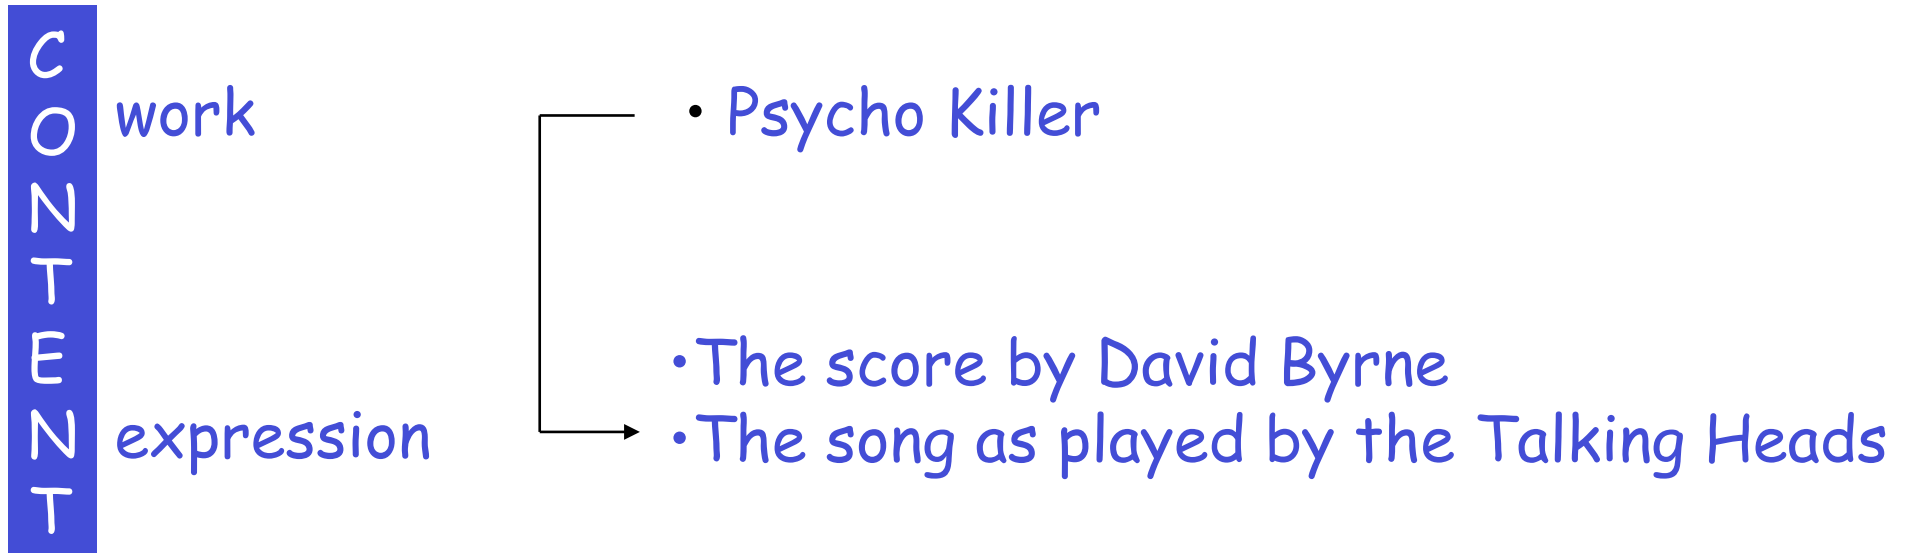 CONTENT
work
• Psycho Killer
expression
• The score by David Byrne
• The song as played by the Talking Heads